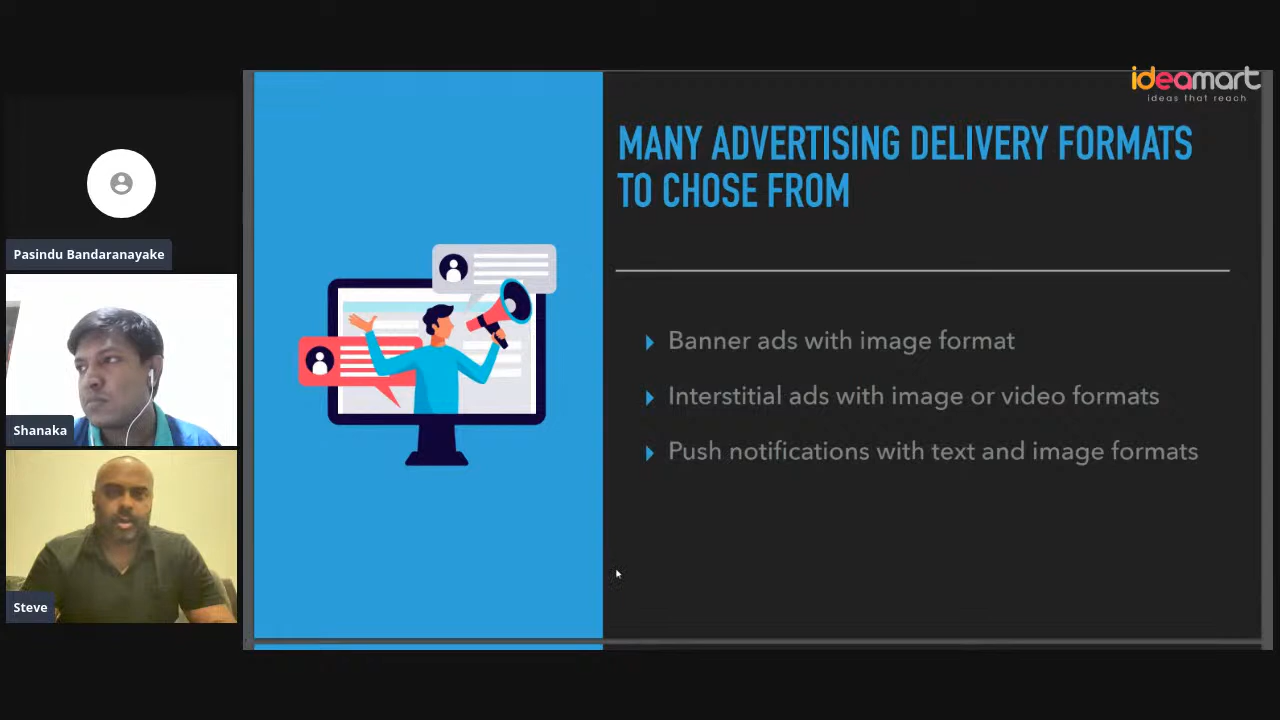 ideamart
ideas that reach
MANY ADVERTISING DELIVERY FORMATS
TO CHOSE FROM
Banner ads with image format
Interstitial ads with image or video formats
Push notifications with text and image formats
Pasindu Bandaranayake
Shanaka
Steve